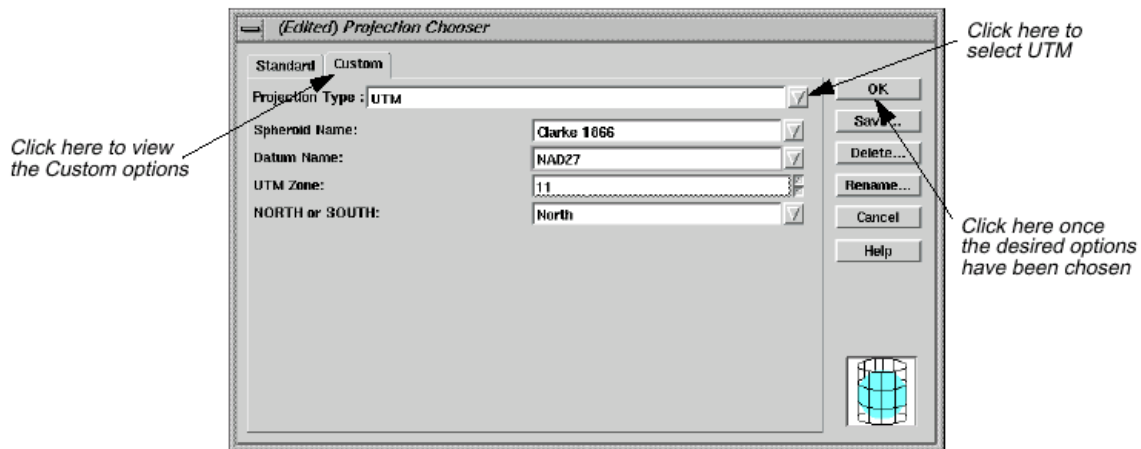 (Edited) Projection Chooser
Click here to
select UTM
Standard Custom
Projection Type : UTM
OK
Spheroid Name: Clarke 1866
Save...
Click here to view
the Custom options
Datum Name: NAD27
Delete...
UTM Zone: 11
Rename...
NORTH or SOUTH: North
Cancel
Click here once
the desired options
have been chosen
Help